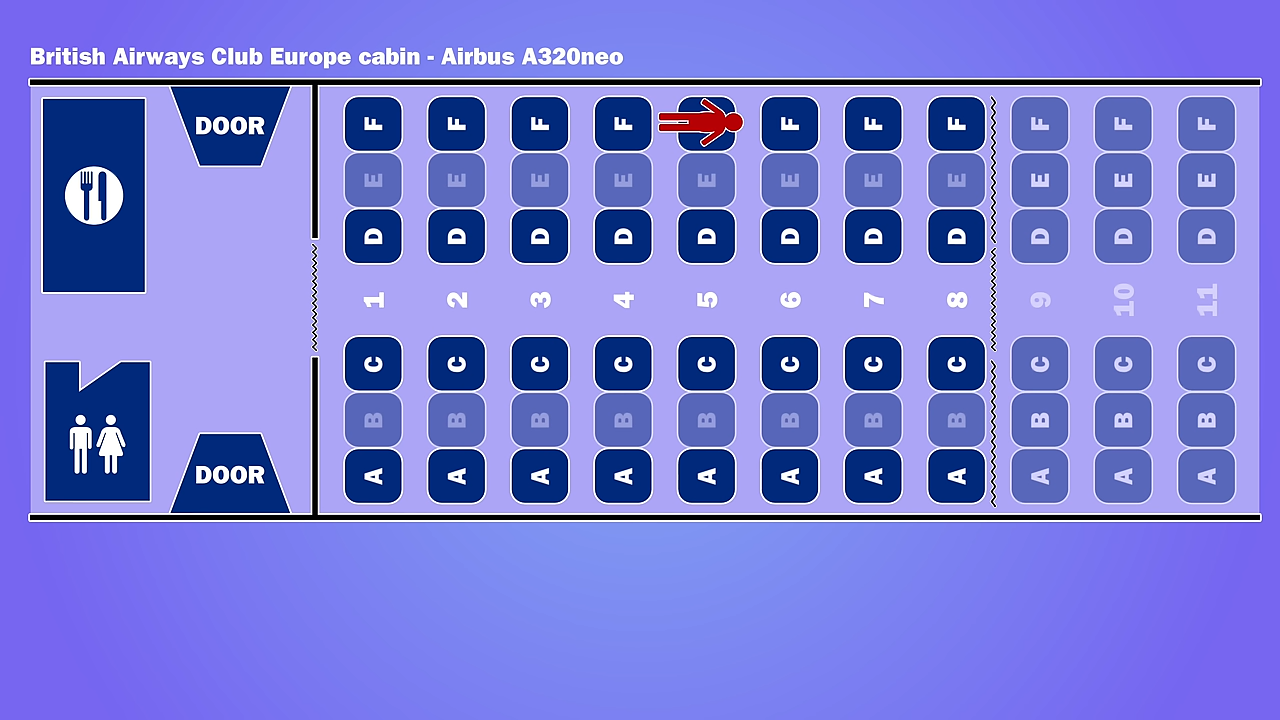 British Airways Club Europe cabin - Airbus A320neo
DOOR
F F F F F F F F F F
E E E E E E E E E E E
D D D D D D D D D D D
1 2 3 4 5 6 7 8 9 10 11
C C C C C C C C C C C
B B B B B B B B B B B
A A A A A A A A A A A
DOOR